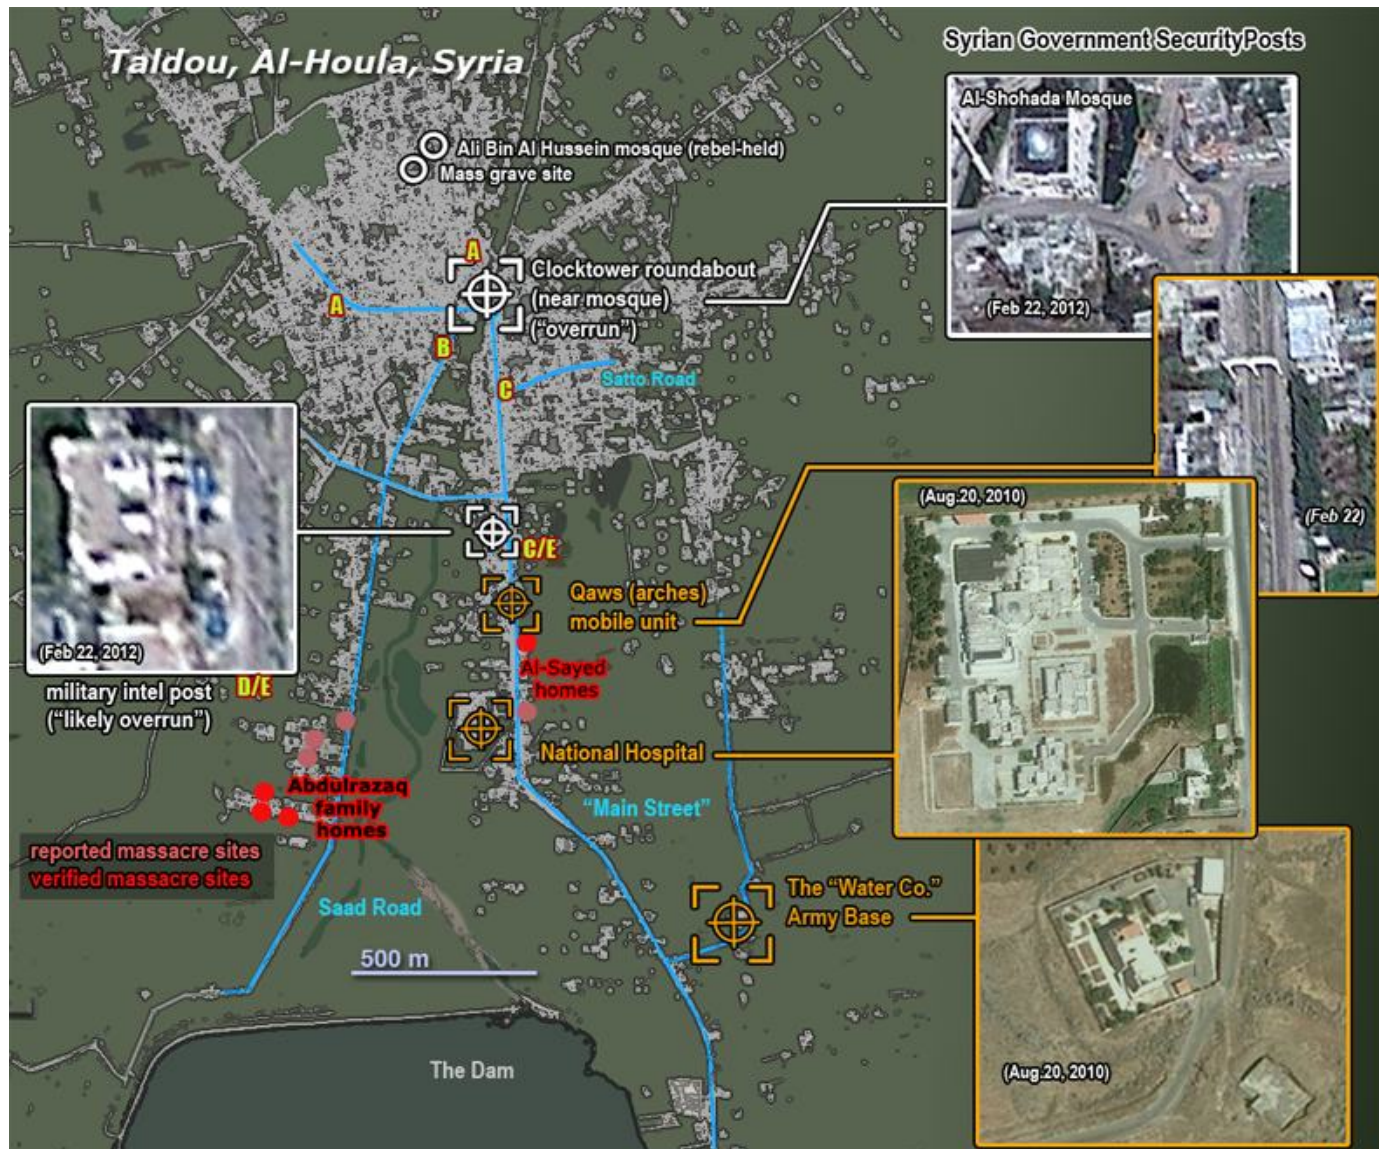 Taldou, Al-Houla, Syria
Syrian Government SecurityPosts
Al-Shohada Mosque
(Feb 22, 2012)
Ali Bin Al Hussein mosque (rebel-held)
Mass grave site
A
Clocktower roundabout
(near mosque)
("overrun")
A
B
C
Satto Road
(Feb 22)
(Feb 22, 2012)
military intel post
("likely overrun")
D/E
C/E
Qaws (arches)
mobile unit
(Aug.20, 2010)
Al-Sayed
homes
National Hospital
Abdulrazaq
family
homes
"Main Street"
reported massacre sites
verified massacre sites
Saad Road
The "Water Co."
Army Base
500 m
(Aug.20, 2010)
The Dam